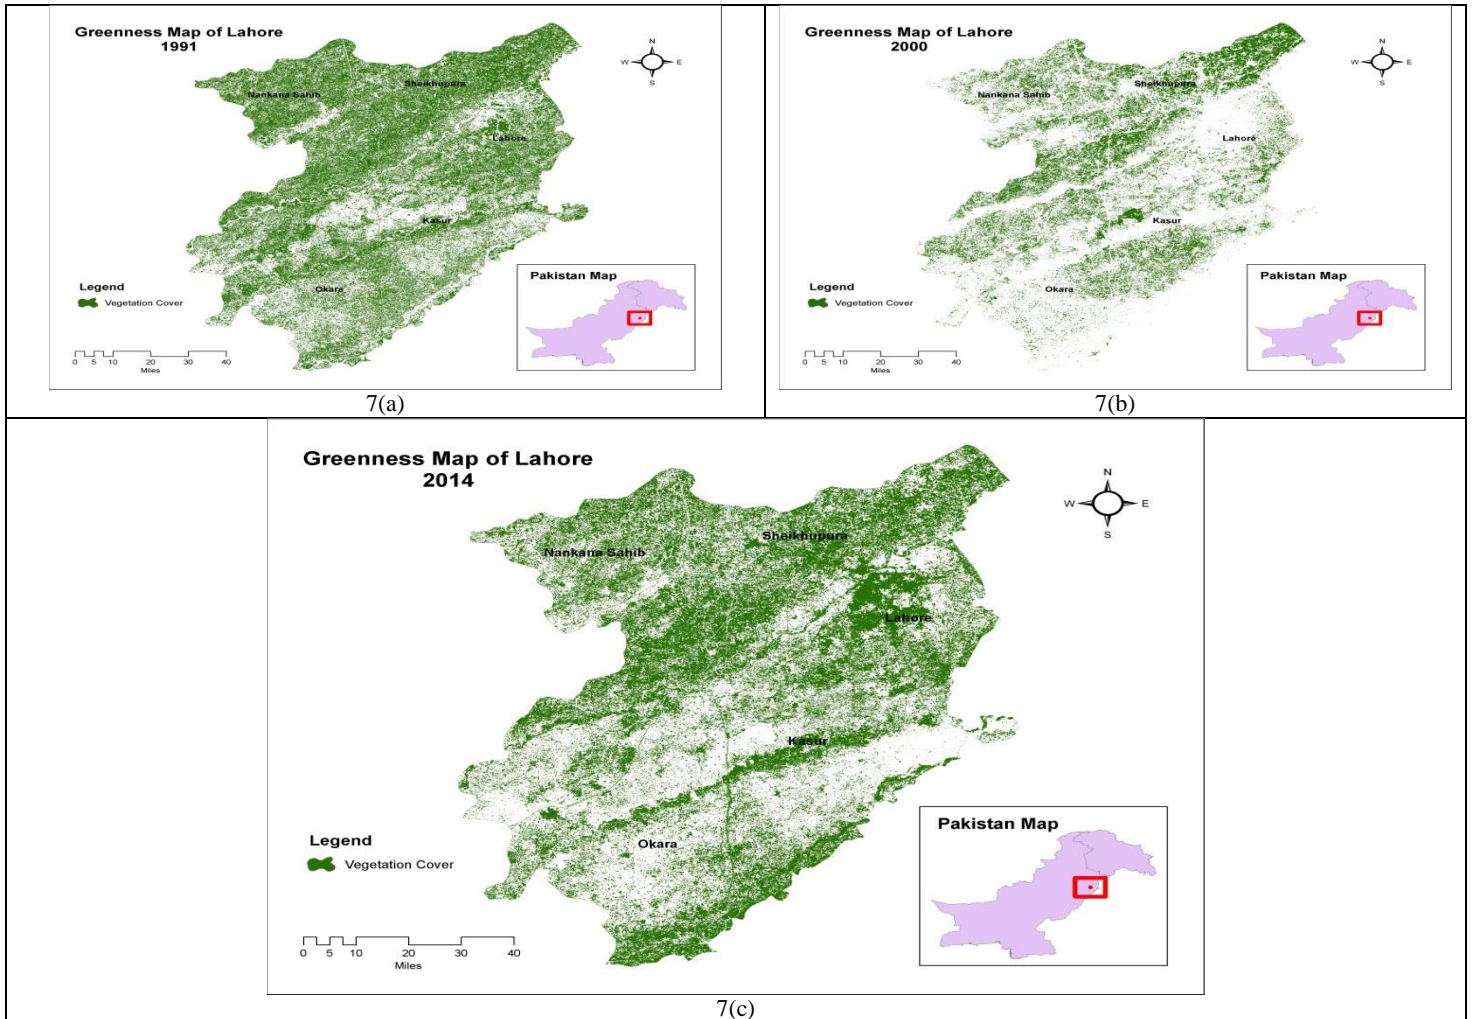 Greenness Map of Lahore
1991
N
W E
S
Nankana Sahib
Sheikhupura
Lahore
Kasur
Okara
Legend
Vegetation Cover
0 5 10 20 30 40
Miles
Pakistan Map
7(a)
Greenness Map of Lahore
2000
N
W E
S
Nankana Sahib
Sheikhupura
Lahore
Kasur
Okara
Legend
Vegetation Cover
0 5 10 20 30 40
Miles
Pakistan Map
7(b)
Greenness Map of Lahore
2014
N
W E
S
Nankana Sahib
Sheikhupura
Lahore
Kasur
Okara
Legend
Vegetation Cover
0 5 10 20 30 40
Miles
Pakistan Map
7(c)